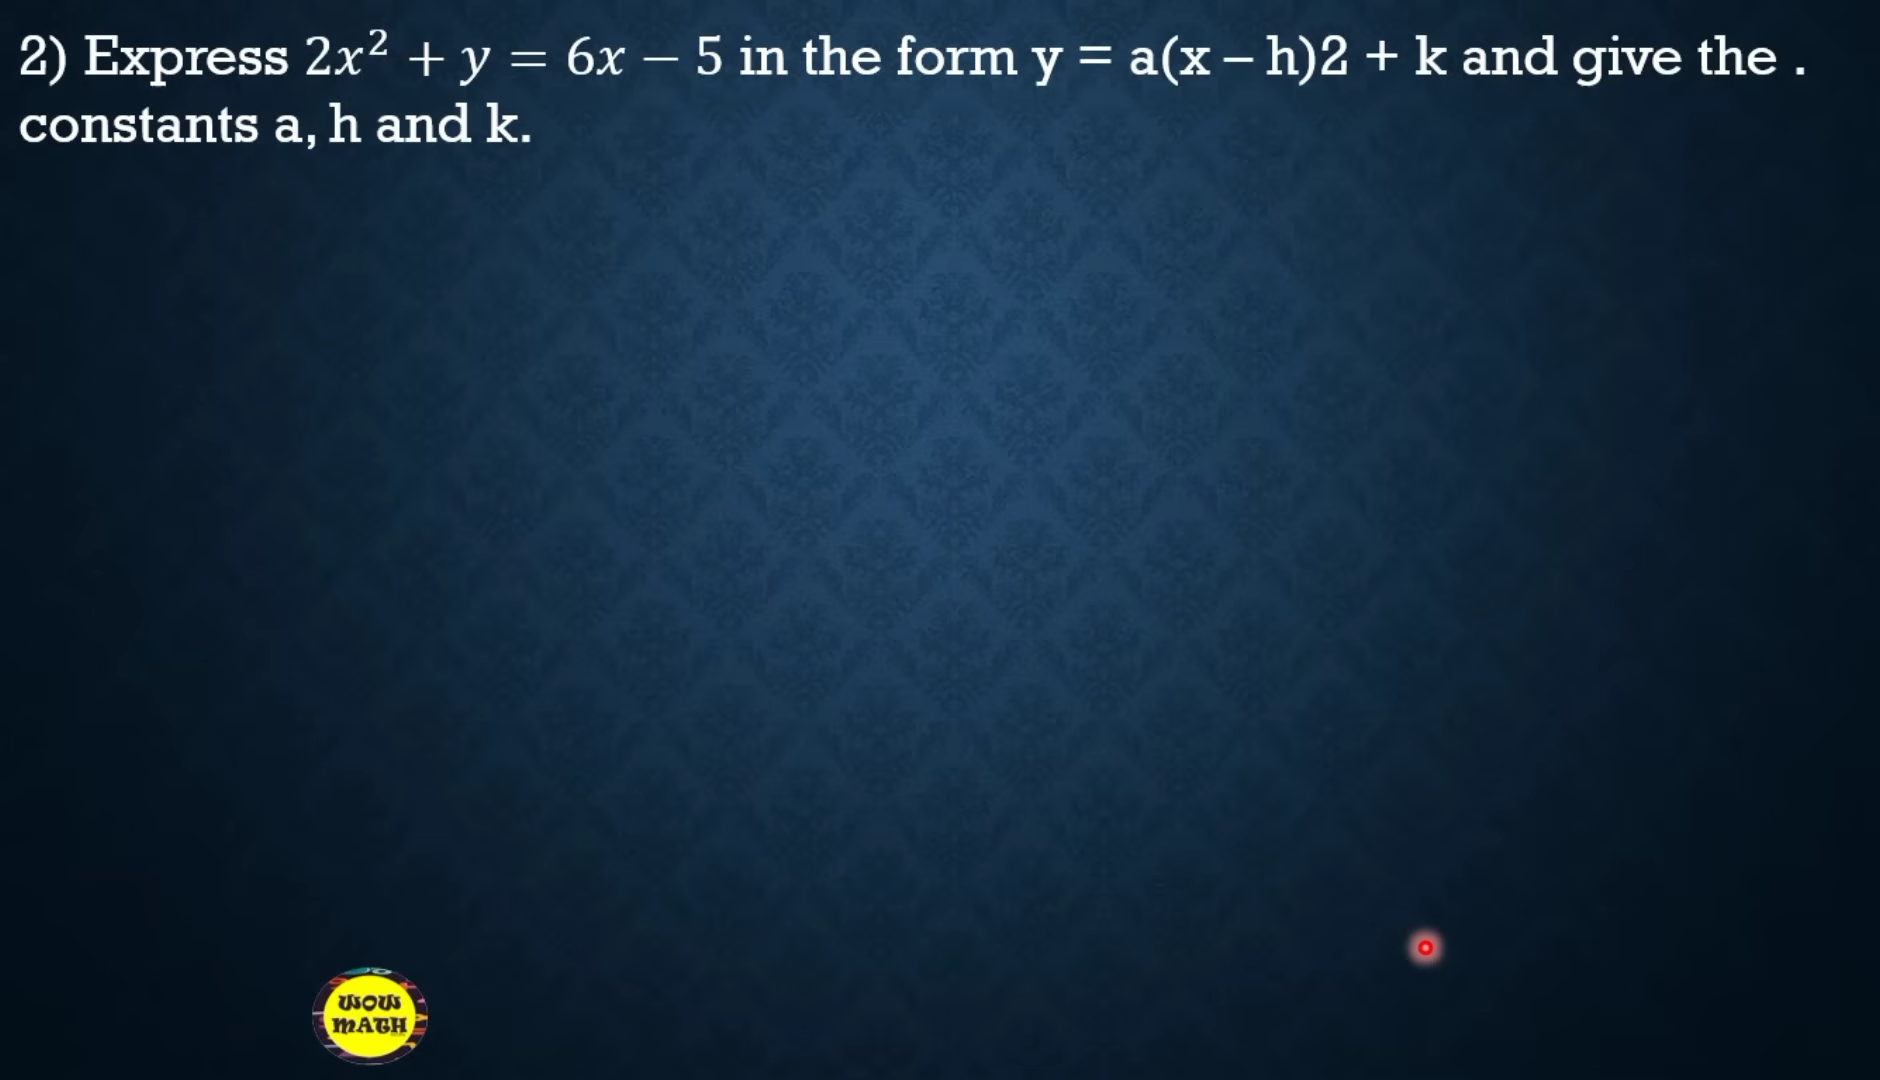 2) Express 2x² + y = 6x − 5 in the form y = a(x – h)2 + k and give the .
constants a, h and k.
WOW
MATH